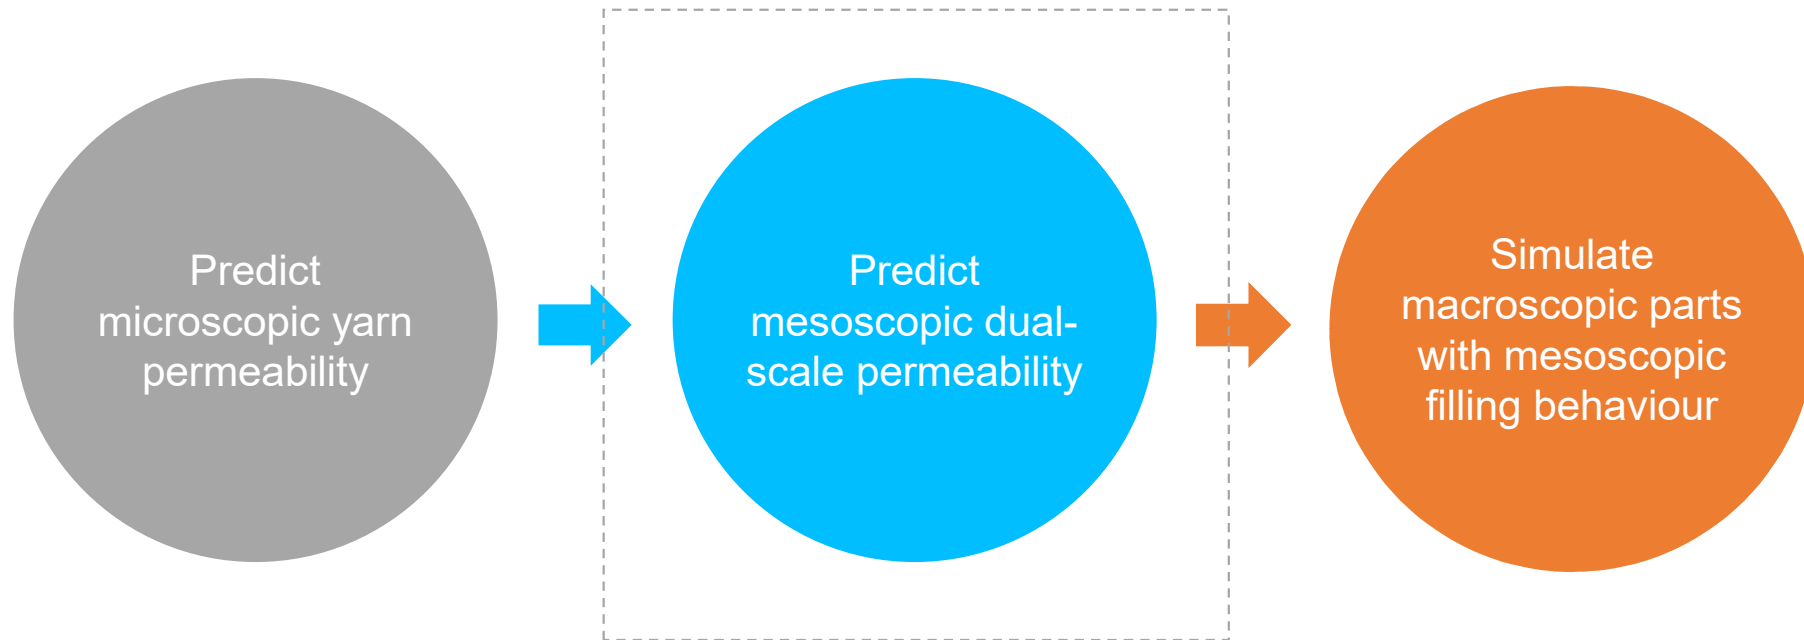 Predict
microscopic yarn
permeability
Predict
mesoscopic dual-
scale permeability
Simulate
macroscopic parts
with mesoscopic
filling behaviour